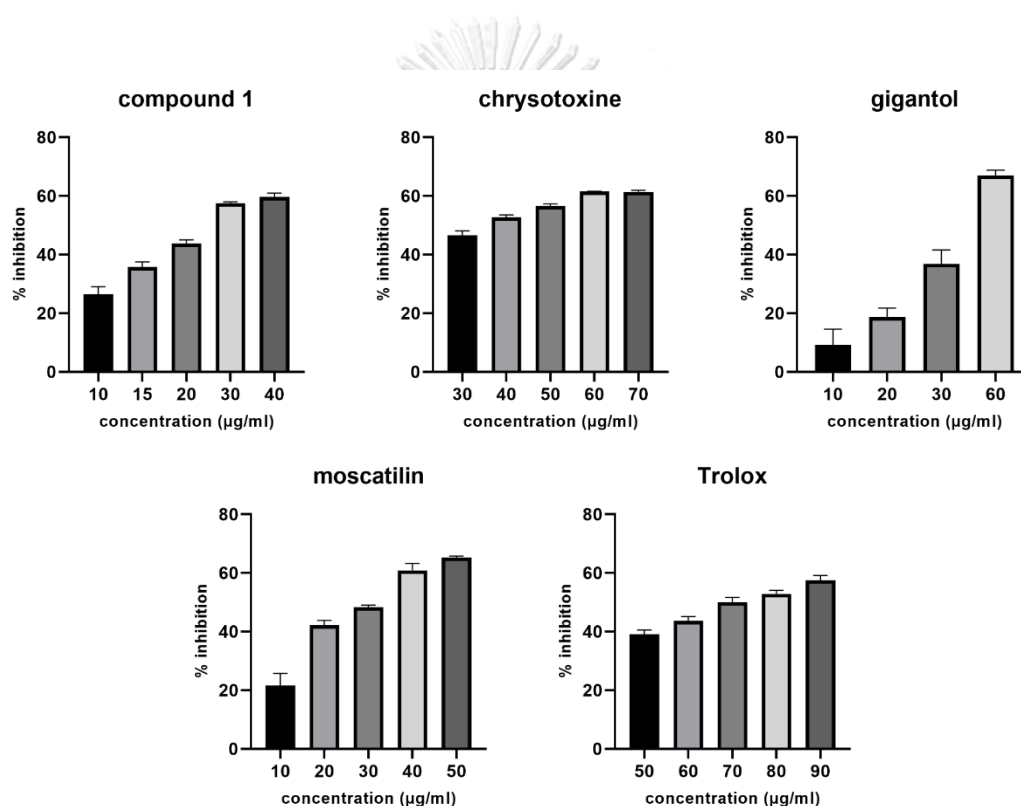 compound 1
80
60
40
20
0
% inhibition
10 15 20 30 40
concentration (µg/ml)
chrysotoxine
80
60
40
20
0
% inhibition
30 40 50 60 70
concentration (µg/ml)
gigantol
80
60
40
20
0
% inhibition
10 20 30 60
concentration (µg/ml)
moscatilin
80
60
40
20
0
% inhibition
10 20 30 40 50
concentration (µg/ml)
Trolox
80
60
40
20
0
% inhibition
50 60 70 80 90
concentration (µg/ml)